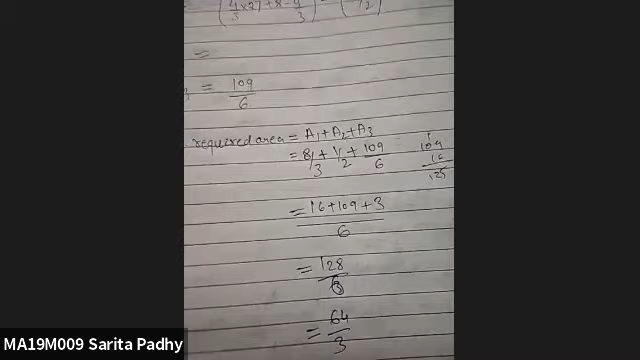 = 109/6
required area = A1+A2+A3
= 8/3 + 1/2 + 109/6
109
16
125
= 16+109+3/6
= 128/6
= 64/3
MA19M009 Sarita Padhy